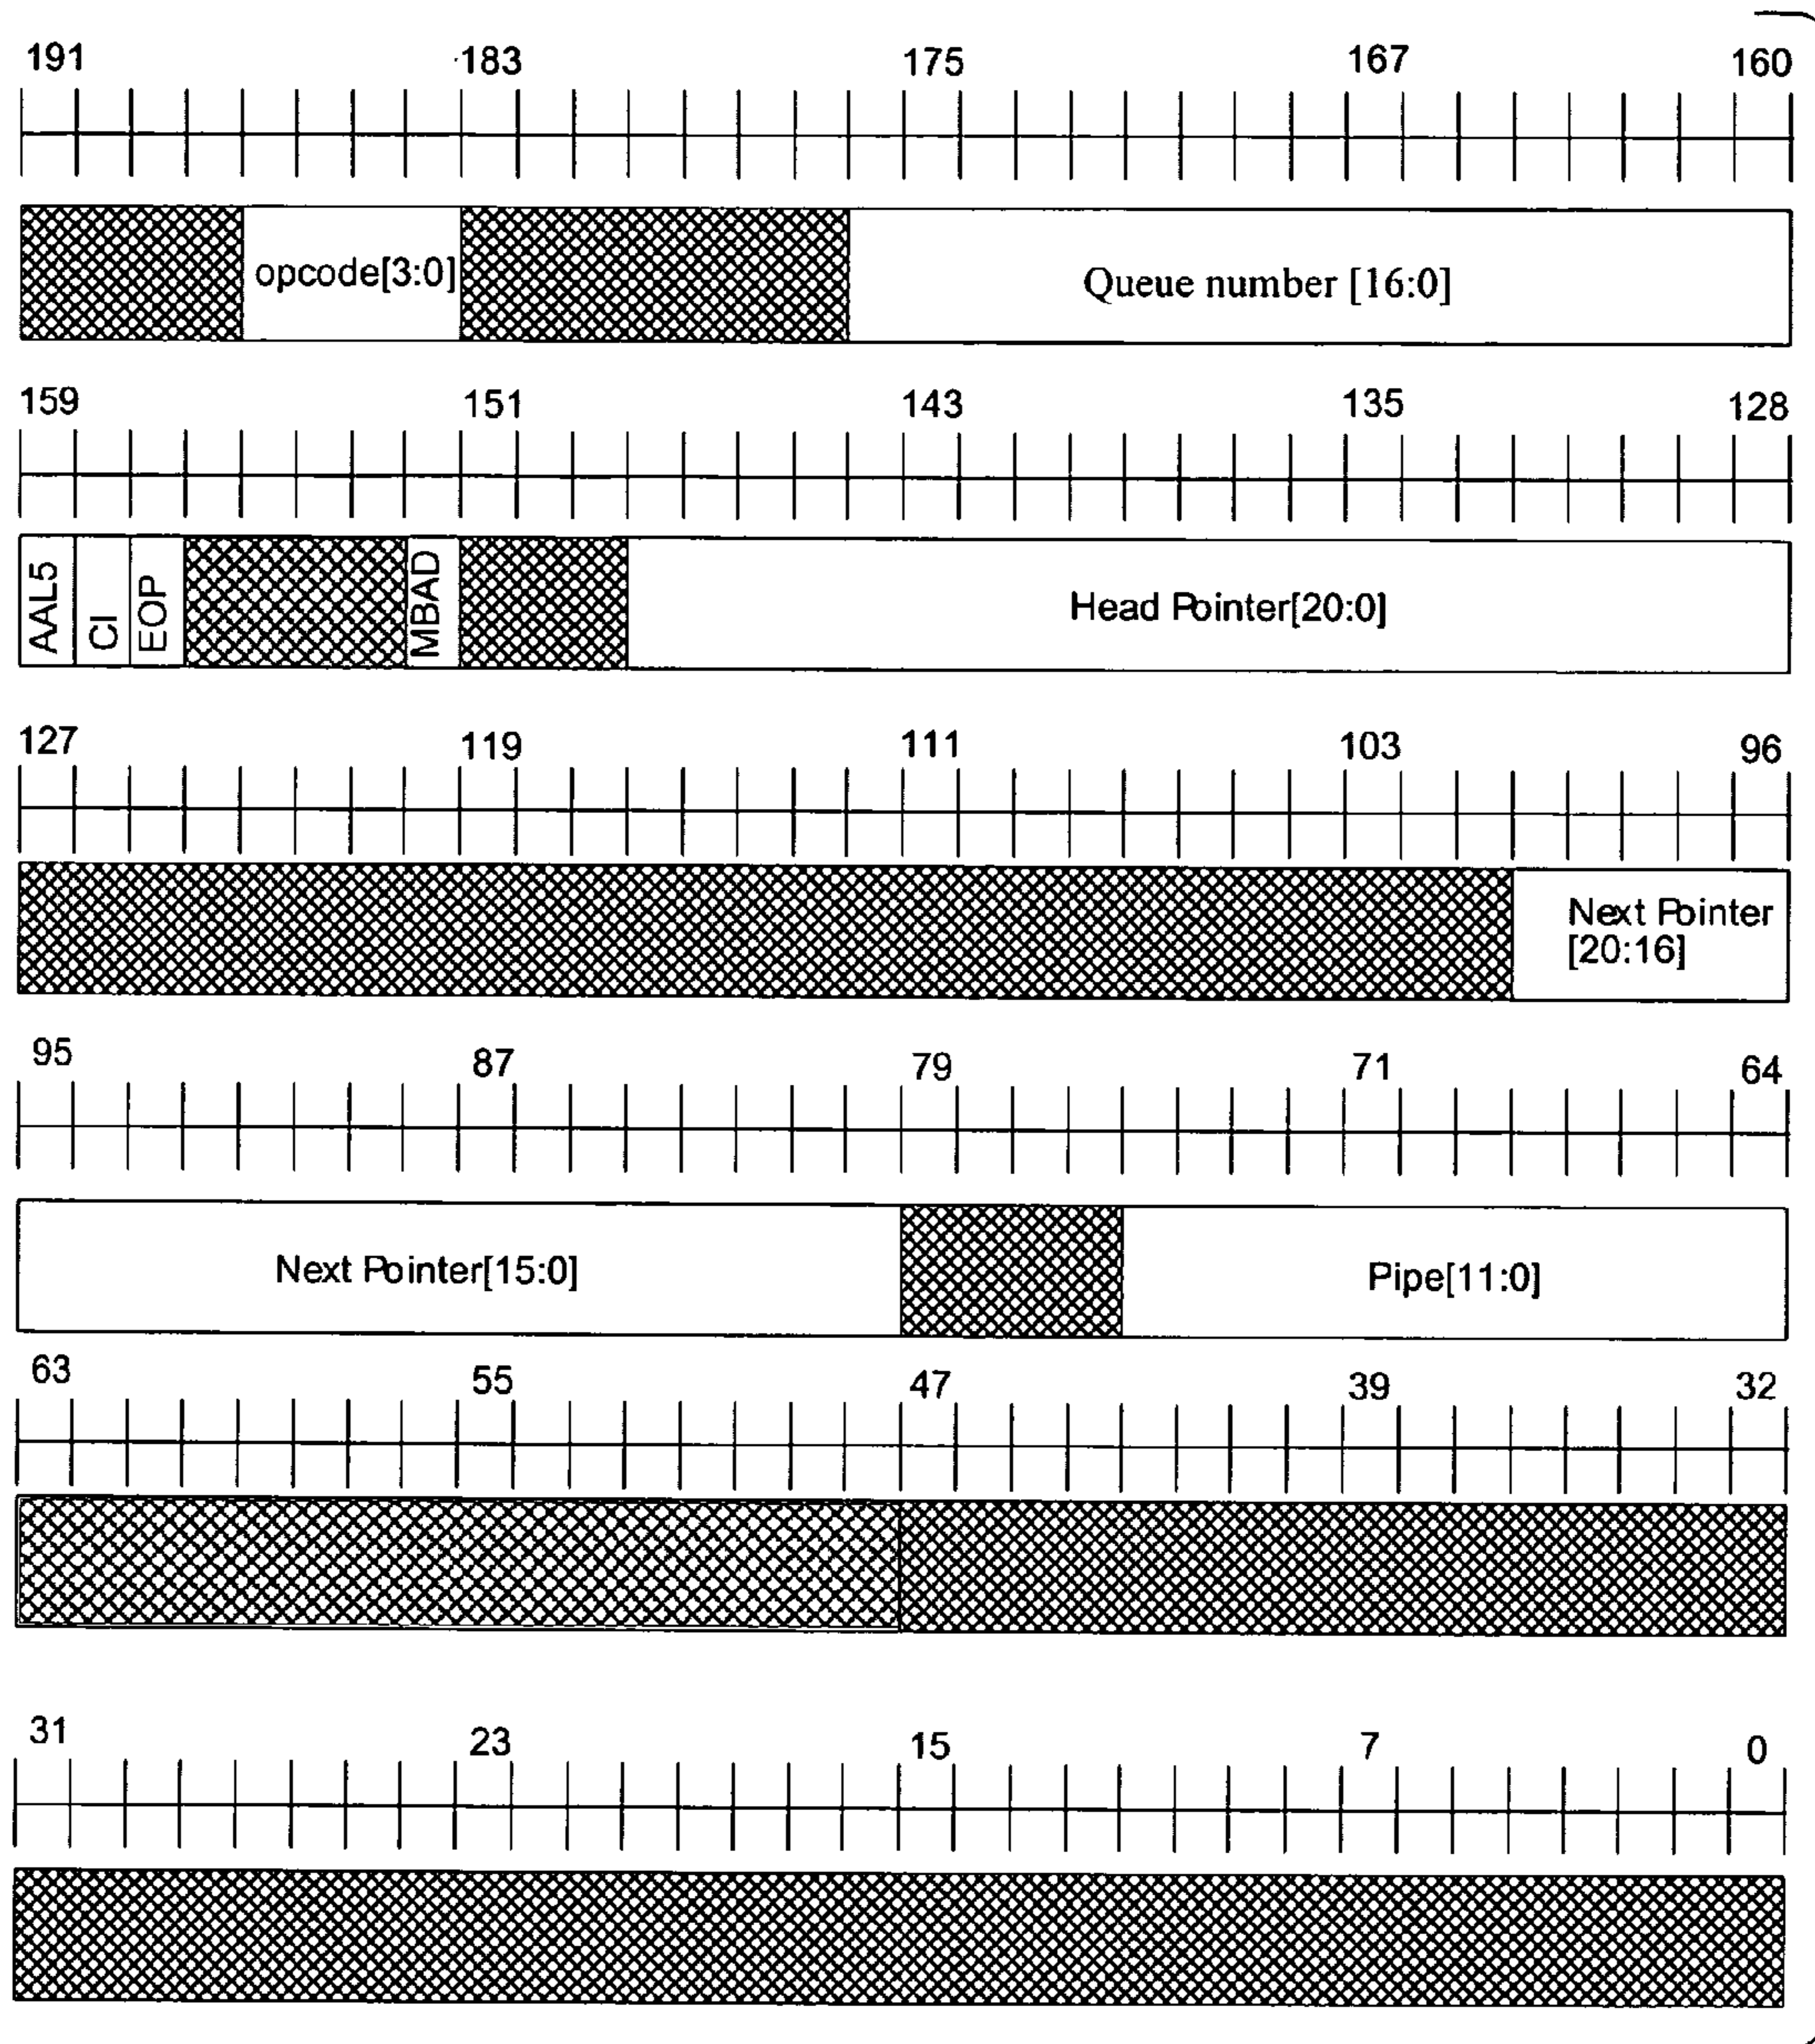 191 183 175 167 160
opcode[3:0] Queue number [16:0]
159 151 143 135 128
AAL5 CI EOP MBAD Head Pointer[20:0]
127 119 111 103 96
Next Pointer
[20:16]
95 87 79 71 64
Next Pointer[15:0] Pipe[11:0]
63 55 47 39 32
31 23 15 7 0